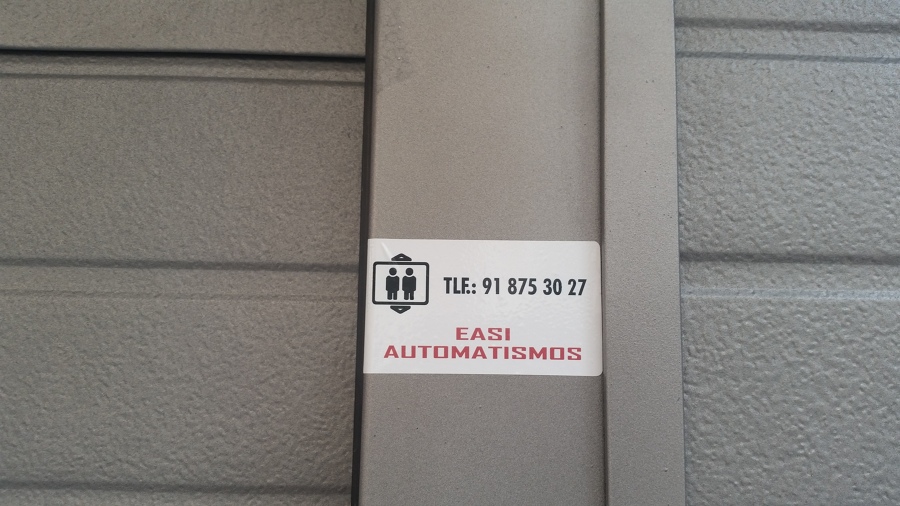 TLF.: 91 875 30 27
EASI
AUTOMATISMOS